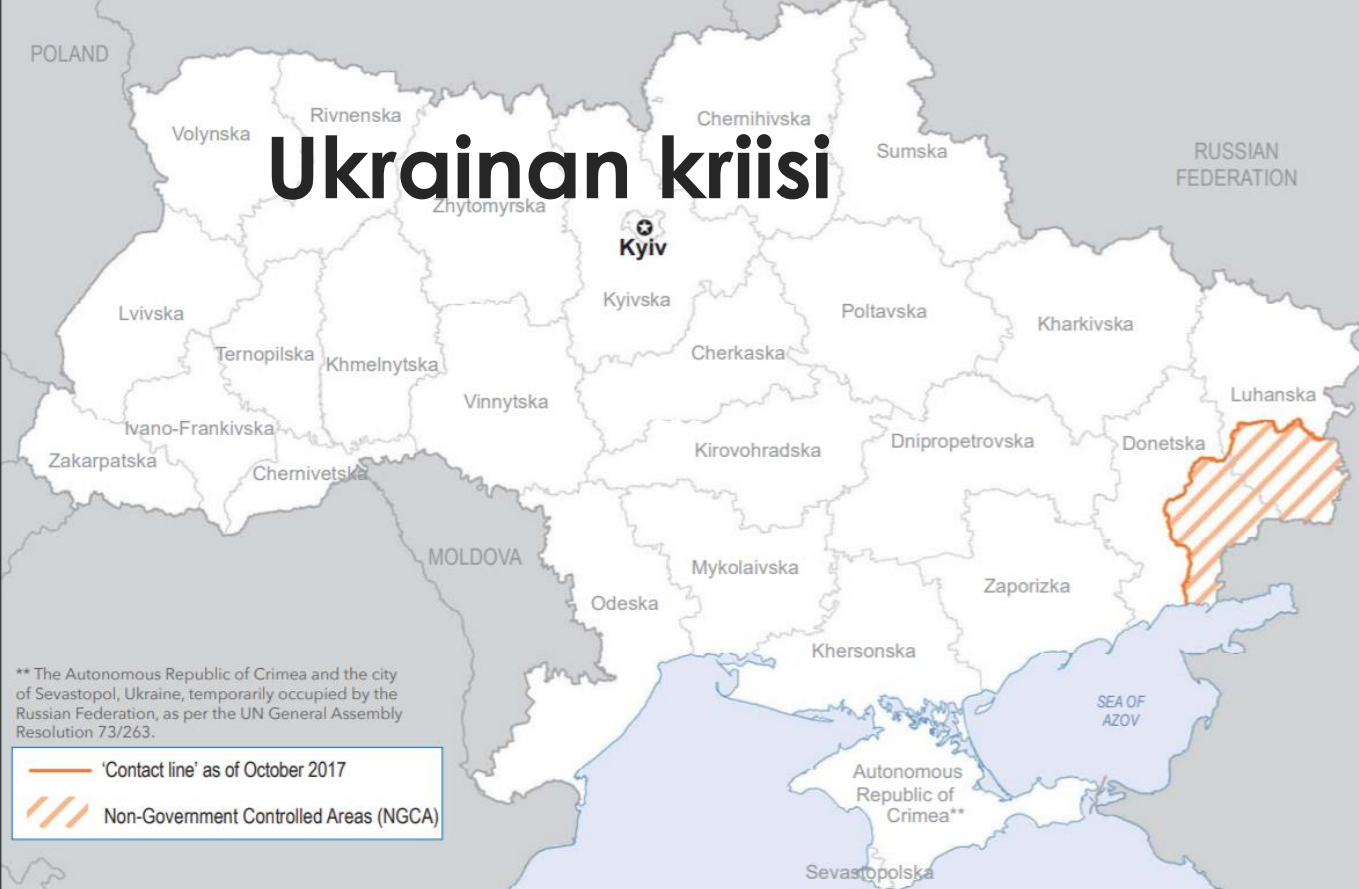 POLAND
Rivnenska
Volynska
Chernihivska
Sumska
RUSSIAN
FEDERATION
Ukrainan kriisi
Zhytomyrska
Kyiv
Kyivska
Lvivska
Poltavska
Kharkivska
Ternopilska
Khmelnytska
Cherkaska
Luhanska
Vinnytska
Ivano-Frankivska
Kirovohradska
Dnipropetrovska
Donetska
Zakarpatska
Chernivetska
MOLDOVA
Mykolaivska
Zaporizka
Odeska
Khersonska
** The Autonomous Republic of Crimea and the city
of Sevastopol, Ukraine, temporarily occupied by the
Russian Federation, as per the UN General Assembly
Resolution 73/263.
SEA OF
AZOV
'Contact line' as of October 2017
Non-Government Controlled Areas (NGCA)
Autonomous
Republic of
Crimea**
Sevastopolska